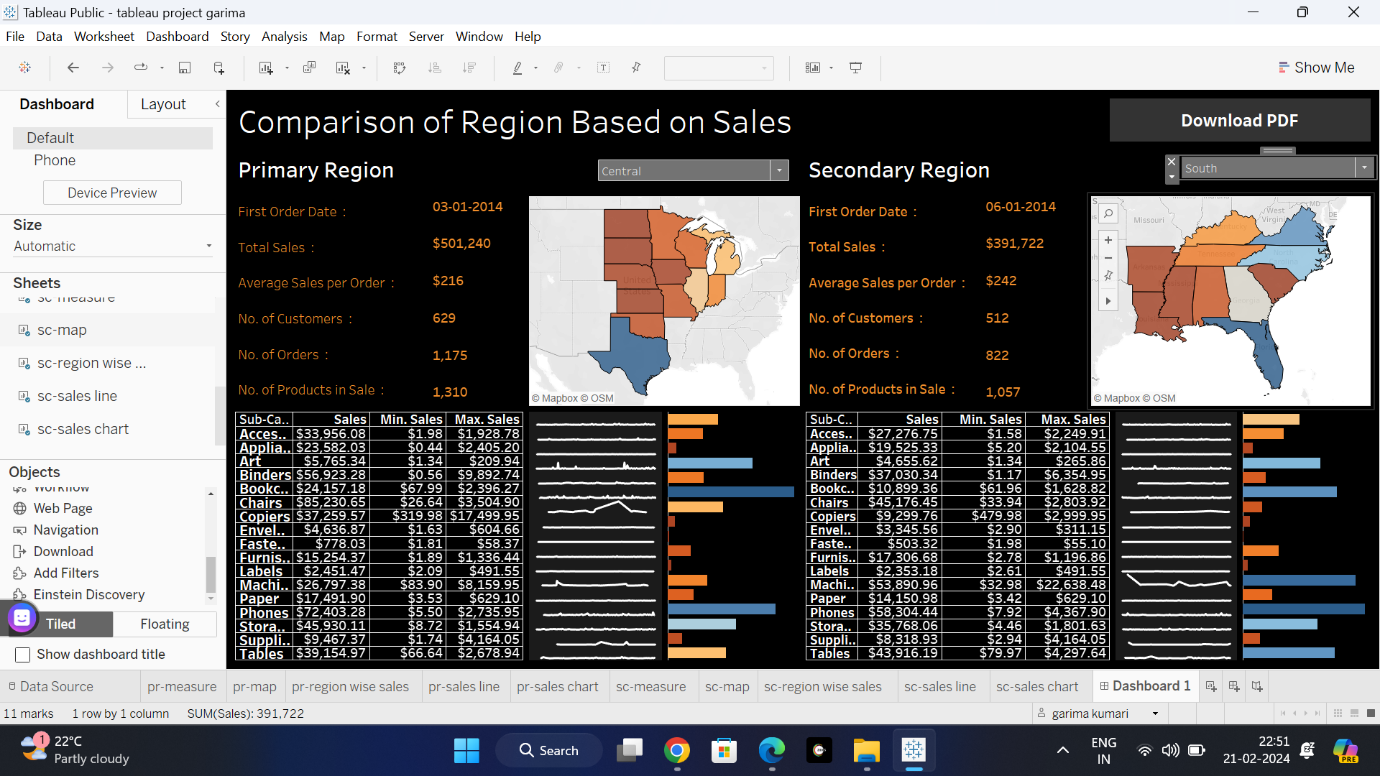 Tableau Public - tableau project garima
File Data Worksheet Dashboard Story Analysis Map Format Server Window Help
Show Me
Dashboard Layout
Default
Phone
Device Preview
Size
Automatic
Sheets
sc-measure
sc-map
sc-region wise ...
sc-sales line
sc-sales chart
Objects
Workflow
Web Page
Navigation
Download
Add Filters
Einstein Discovery
Tiled Floating
Show dashboard title
Comparison of Region Based on Sales
Download PDF
Primary Region
Central
First Order Date : 03-01-2014
Total Sales : $501,240
Average Sales per Order : $216
No. of Customers : 629
No. of Orders : 1,175
No. of Products in Sale : 1,310
© Mapbox © OSM
Secondary Region
South
First Order Date : 06-01-2014
Total Sales : $391,722
Average Sales per Order : $242
No. of Customers : 512
No. of Orders : 822
No. of Products in Sale : 1,057
Missouri
West
Virginia
DE
© Mapbox © OSM
Sub-Ca.. Sales Min. Sales Max. Sales
Acces.. $33,956.08 $1.98 $1,928.78
Applia.. $23,582.03 $0.44 $2,405.20
Art $5,765.34 $1.34 $209.94
Binders $56,923.28 $0.56 $9,892.74
Bookc.. $24,157.18 $67.99 $2,396.27
Chairs $85,230.65 $26.64 $3,504.90
Copiers $37,259.57 $319.98 $17,499.95
Envel.. $4,636.87 $1.63 $604.66
Faste.. $778.03 $1.81 $58.37
Furnis.. $15,254.37 $1.89 $1,336.44
Labels $2,451.47 $2.09 $491.55
Machi.. $26,797.38 $83.90 $8,159.95
Paper $17,491.90 $3.53 $629.10
Phones $72,403.28 $5.50 $2,735.95
Stora.. $45,930.11 $8.72 $1,554.94
Suppli.. $9,467.37 $1.74 $4,164.05
Tables $39,154.97 $66.64 $2,678.94
Sub-C.. Sales Min. Sales Max. Sales
Acces.. $27,276.75 $1.58 $2,249.91
Applia.. $19,525.33 $5.20 $2,104.55
Art $4,655.62 $1.34 $265.86
Binders $37,030.34 $1.17 $6,354.95
Bookc.. $10,899.36 $61.96 $1,628.82
Chairs $45,176.45 $33.94 $2,803.92
Copiers $9,299.76 $479.98 $2,999.95
Envel.. $3,345.56 $2.90 $311.15
Faste.. $503.32 $1.98 $55.10
Furnis.. $17,306.68 $2.78 $1,196.86
Labels $2,353.18 $2.61 $491.55
Machi.. $53,890.96 $32.98 $22,638.48
Paper $14,150.98 $3.42 $629.10
Phones $58,304.44 $7.92 $4,367.90
Stora.. $35,768.06 $4.46 $1,801.63
Suppli.. $8,318.93 $2.94 $4,164.05
Tables $43,916.19 $79.97 $4,297.64
Data Source pr-measure pr-map pr-region wise sales pr-sales line pr-sales chart sc-measure sc-map sc-region wise sales sc-sales line sc-sales chart Dashboard 1
11 marks 1 row by 1 column SUM(Sales): 391,722 garima kumari
1
22°C
Partly cloudy
Search
PRE
ENG
IN
22:51
21-02-2024